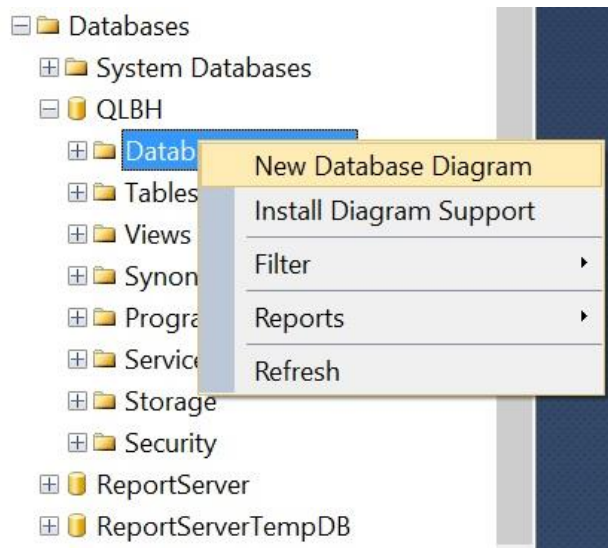 Databases
System Databases
QLBH
Datab
New Database Diagram
Tables
Install Diagram Support
Views
Filter
Synon
Progra
Reports
Service
Refresh
Storage
Security
ReportServer
ReportServerTempDB